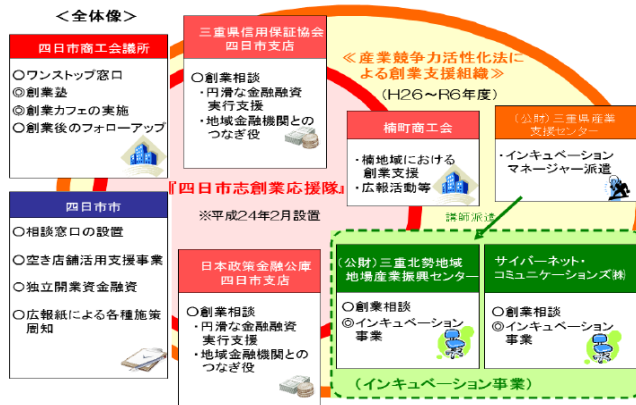 ＜全体像＞
四日市商工会議所
○ワンストップ窓口
◎創業塾
◎創業カフェの実施
○創業後のフォローアップ
三重県信用保証協会
四日市支店
○創業相談
・円滑な金融融資
実行支援
・地域金融機関との
つなぎ役
≪産業競争力活性化法に
よる創業支援組織≫
（H26～R6年度）
楠町商工会
・楠地域における
創業支援
・広報活動等
（公財）三重県産業
支援センター
・インキュベーション
マネージャー派遣
『四日市志創業応援隊』
※平成24年2月設置
講師派遣
四日市市
○相談窓口の設置
○空き店舗活用支援事業
○独立開業資金融資
○広報紙による各種施策
周知
日本政策金融公庫
四日市支店
○創業相談
・円滑な金融融資
実行支援
・地域金融機関との
つなぎ役
（公財）三重北勢地域
地場産業振興センター
○創業相談
◎インキュベーション
事業
サイバーネット・
コミュニケーションズ㈱
○創業相談
◎インキュベーション
事業
（インキュベーション事業）